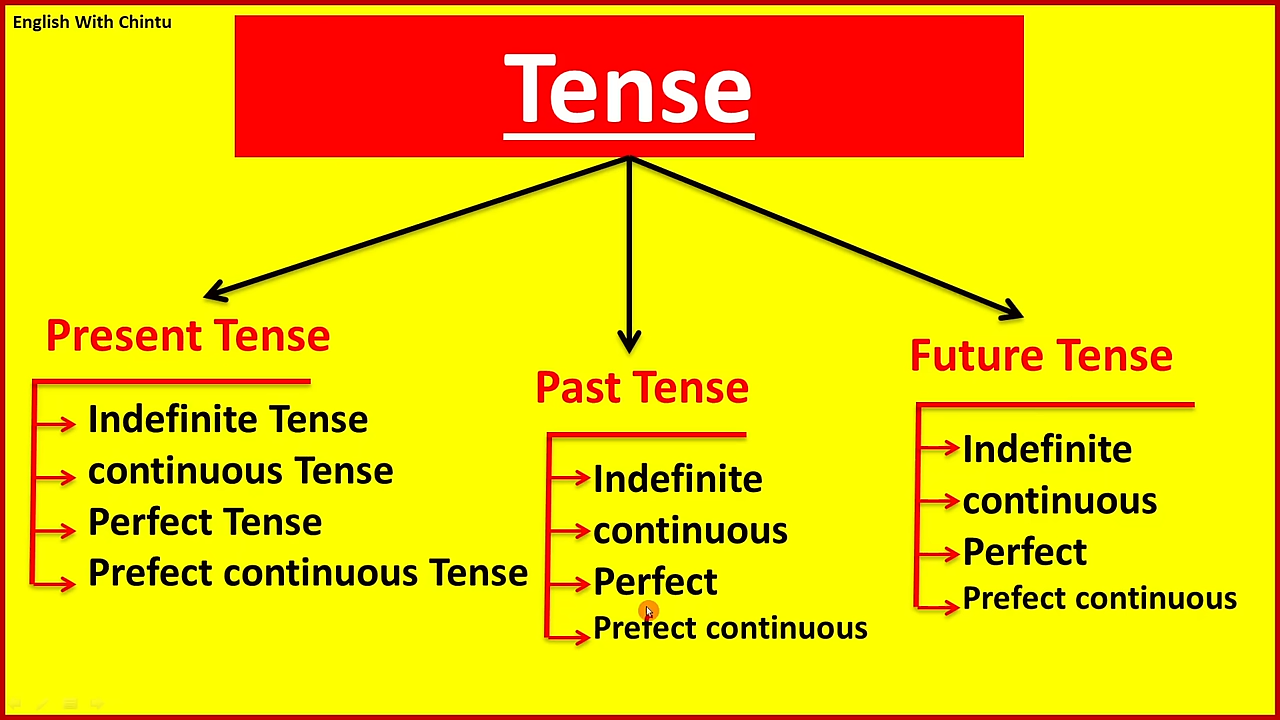 English With Chintu
Tense
Present Tense
Indefinite Tense
continuous Tense
Perfect Tense
Prefect continuous Tense
Past Tense
Indefinite
continuous
Perfect
Prefect continuous
Future Tense
Indefinite
continuous
Perfect
Prefect continuous